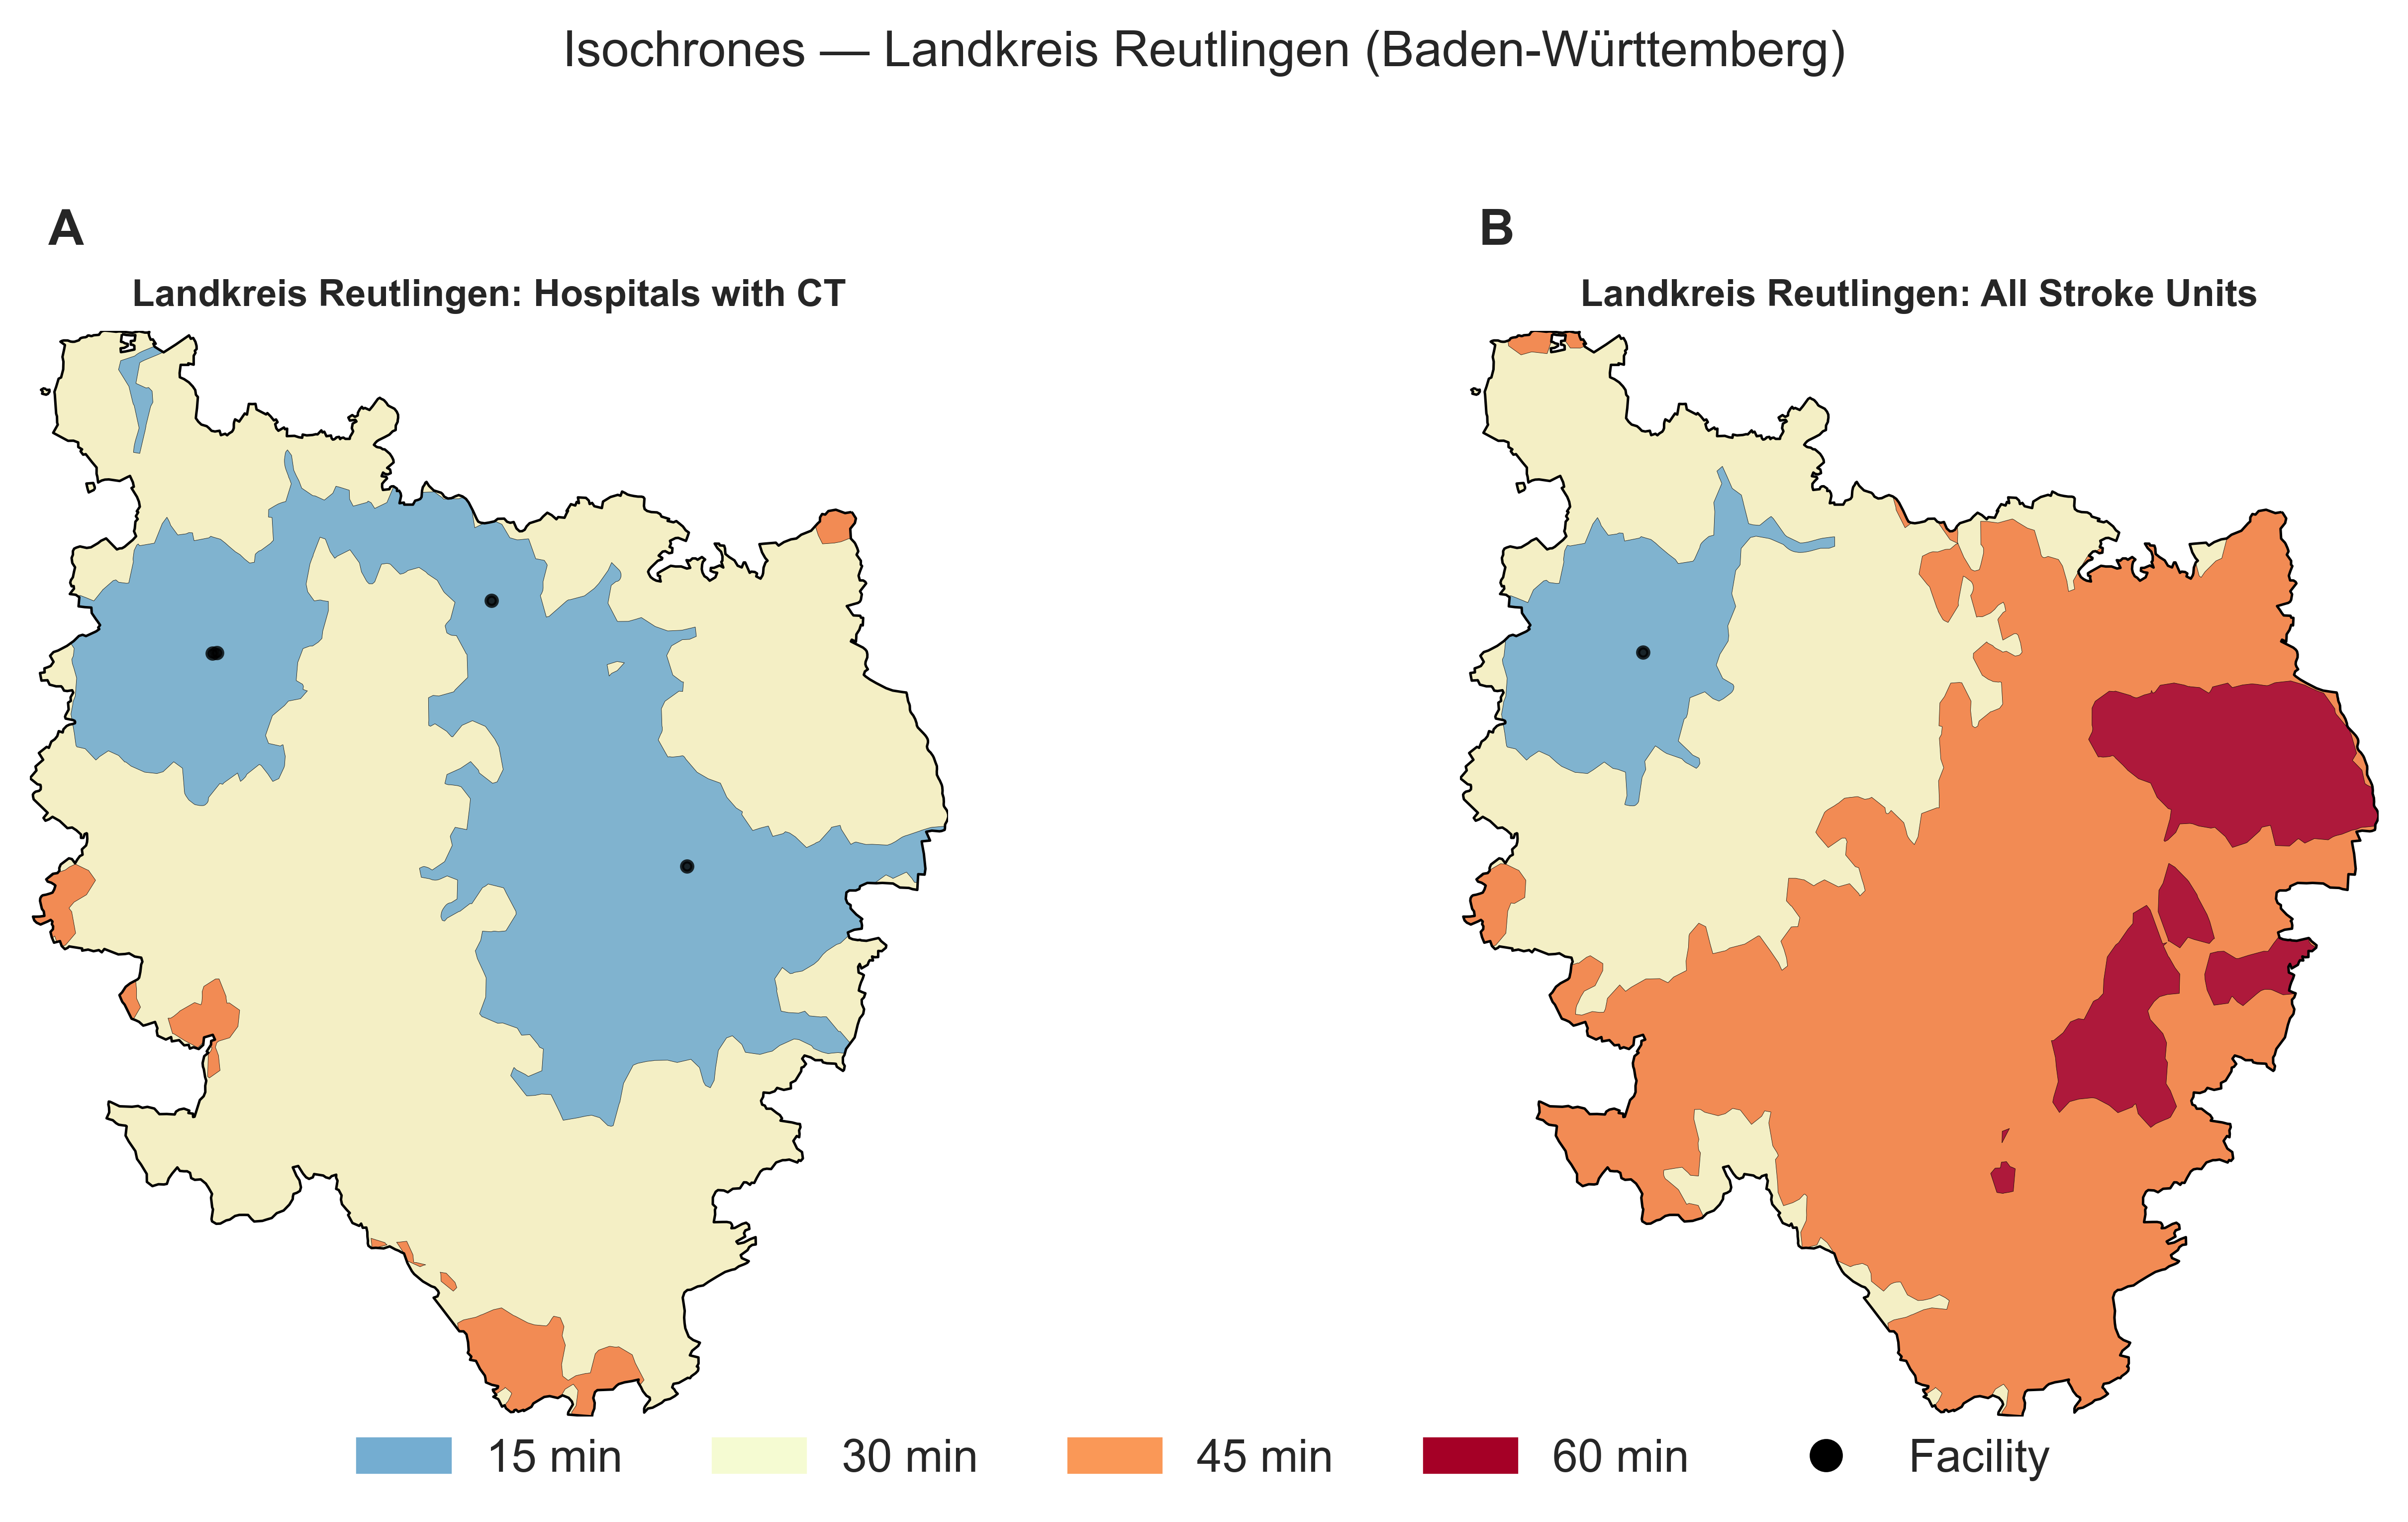 Isochrones — Landkreis Reutlingen (Baden-Württemberg)
A
Landkreis Reutlingen: Hospitals with CT
B
Landkreis Reutlingen: All Stroke Units
15 min
30 min
45 min
60 min
Facility